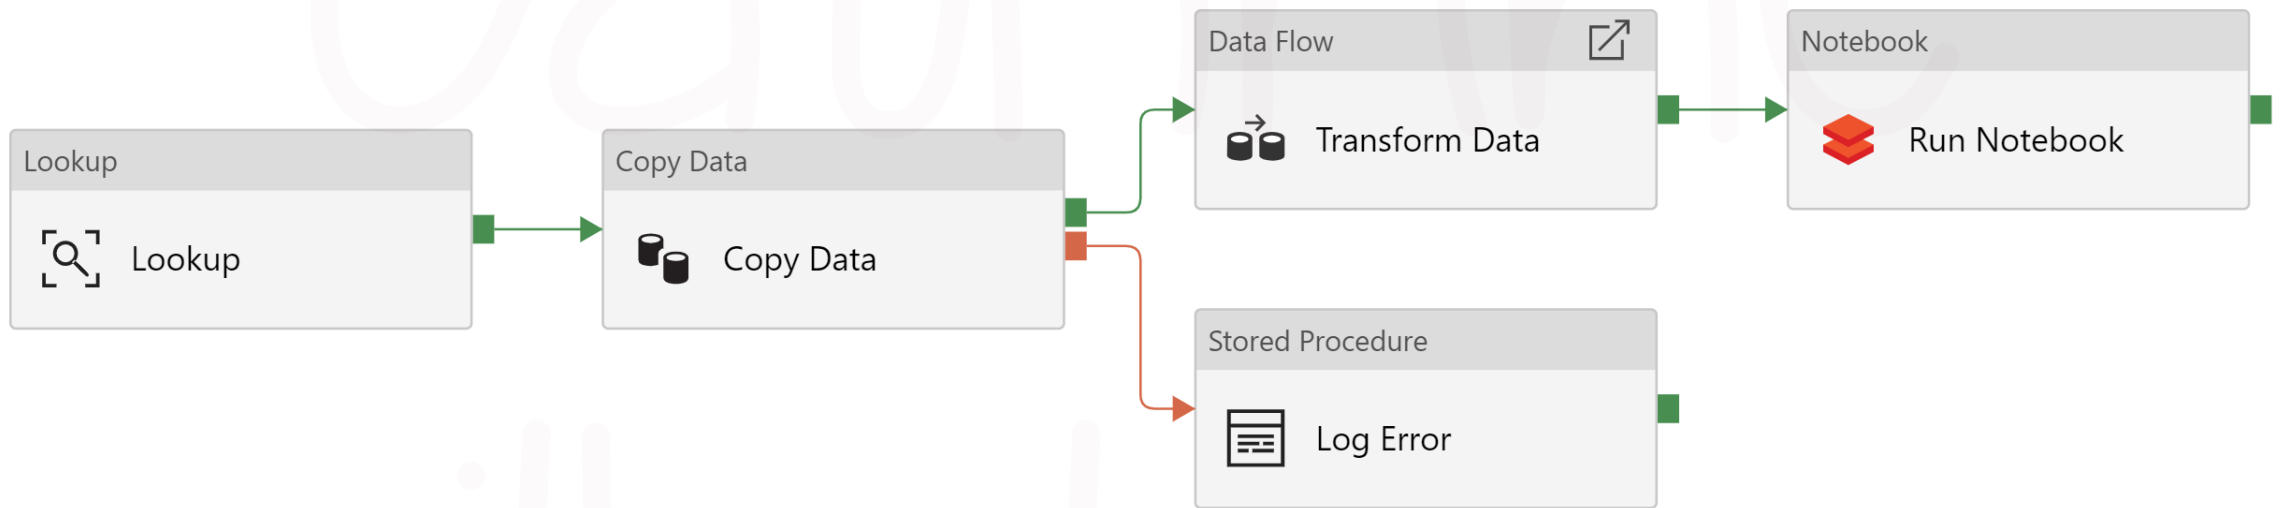 Lookup
Lookup
Copy Data
Copy Data
Data Flow
Transform Data
Notebook
Run Notebook
Stored Procedure
Log Error